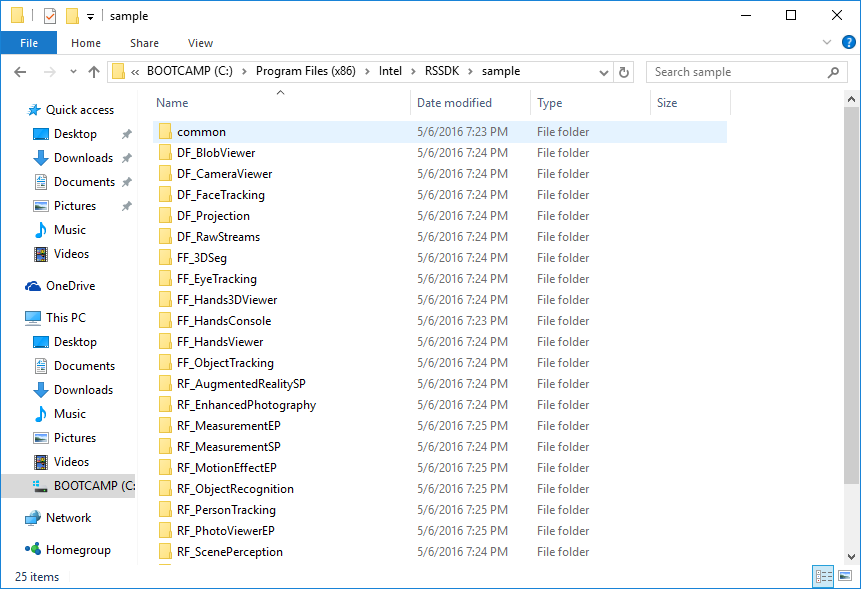 sample
File Home Share View
« BOOTCAMP (C:) > Program Files (x86) > Intel > RSSDK > sample
Search sample
Quick access
Desktop
Downloads
Documents
Pictures
Music
Videos
OneDrive
This PC
Desktop
Documents
Downloads
Music
Pictures
Videos
BOOTCAMP (C:
Network
Homegroup
Name Date modified Type Size
common 5/6/2016 7:23 PM File folder
DF_BlobViewer 5/6/2016 7:24 PM File folder
DF_CameraViewer 5/6/2016 7:24 PM File folder
DF_FaceTracking 5/6/2016 7:24 PM File folder
DF_Projection 5/6/2016 7:24 PM File folder
DF_RawStreams 5/6/2016 7:24 PM File folder
FF_3DSeg 5/6/2016 7:24 PM File folder
FF_EyeTracking 5/6/2016 7:24 PM File folder
FF_Hands3DViewer 5/6/2016 7:24 PM File folder
FF_HandsConsole 5/6/2016 7:23 PM File folder
FF_HandsViewer 5/6/2016 7:24 PM File folder
FF_ObjectTracking 5/6/2016 7:24 PM File folder
RF_AugmentedRealitySP 5/6/2016 7:24 PM File folder
RF_EnhancedPhotography 5/6/2016 7:24 PM File folder
RF_MeasurementEP 5/6/2016 7:25 PM File folder
RF_MeasurementSP 5/6/2016 7:24 PM File folder
RF_MotionEffectEP 5/6/2016 7:25 PM File folder
RF_ObjectRecognition 5/6/2016 7:25 PM File folder
RF_PersonTracking 5/6/2016 7:25 PM File folder
RF_PhotoViewerEP 5/6/2016 7:25 PM File folder
RF_ScenePerception 5/6/2016 7:24 PM File folder
25 items